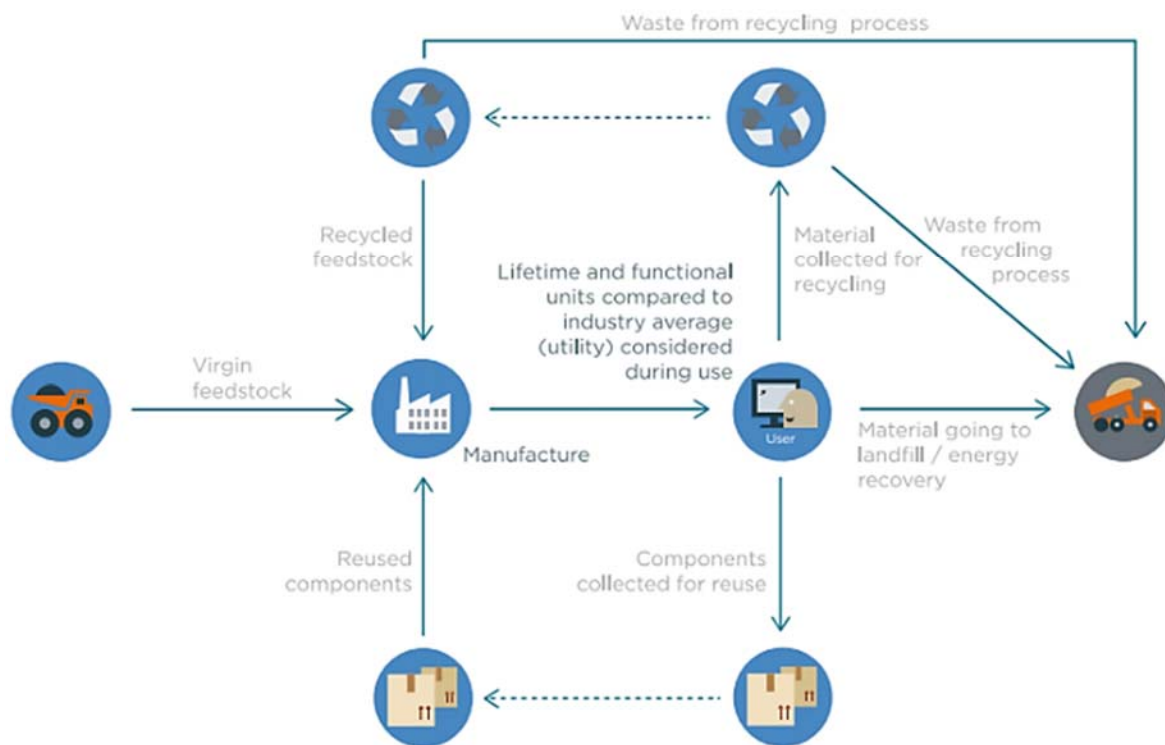 Waste from recycling process
Recycled
feedstock
Material
collected for
recycling
Waste from
recycling
process
Lifetime and functional
units compared to
industry average
(utility) considered
during use
Virgin
feedstock
Manufacture
User
Material going to
landfill / energy
recovery
Reused
components
Components
collected for reuse